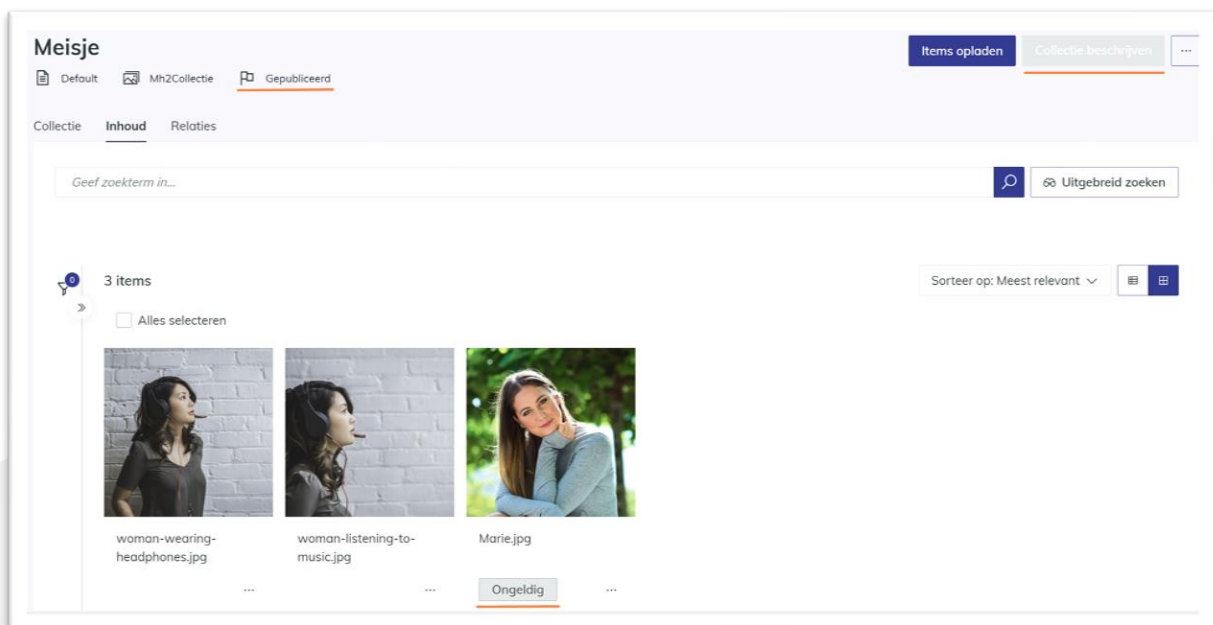 Meisje
Items opladen
Collectie beschrijven
...
Default
Mh2Collectie
Gepubliceerd
Collectie
Inhoud
Relaties
Geef zoekterm in...
Uitgebreid zoeken
0
3 items
Sorteer op: Meest relevant
Alles selecteren
woman-wearing-
headphones.jpg
woman-listening-to-
music.jpg
Marie.jpg
...
...
Ongeldig
...